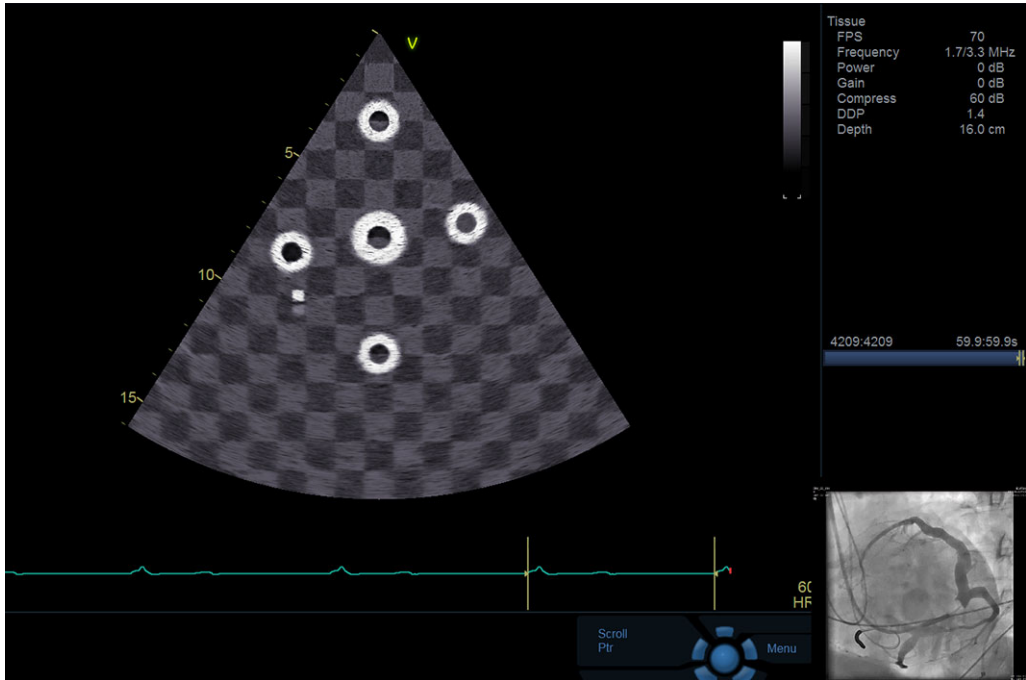 V
5
10
15
Tissue
FPS 70
Frequency 1.7/3.3 MHz
Power 0 dB
Gain 0 dB
Compress 60 dB
DDP 1.4
Depth 16.0 cm
4209:4209 59.9:59.9s
60
HR
Scroll
Ptr
Menu